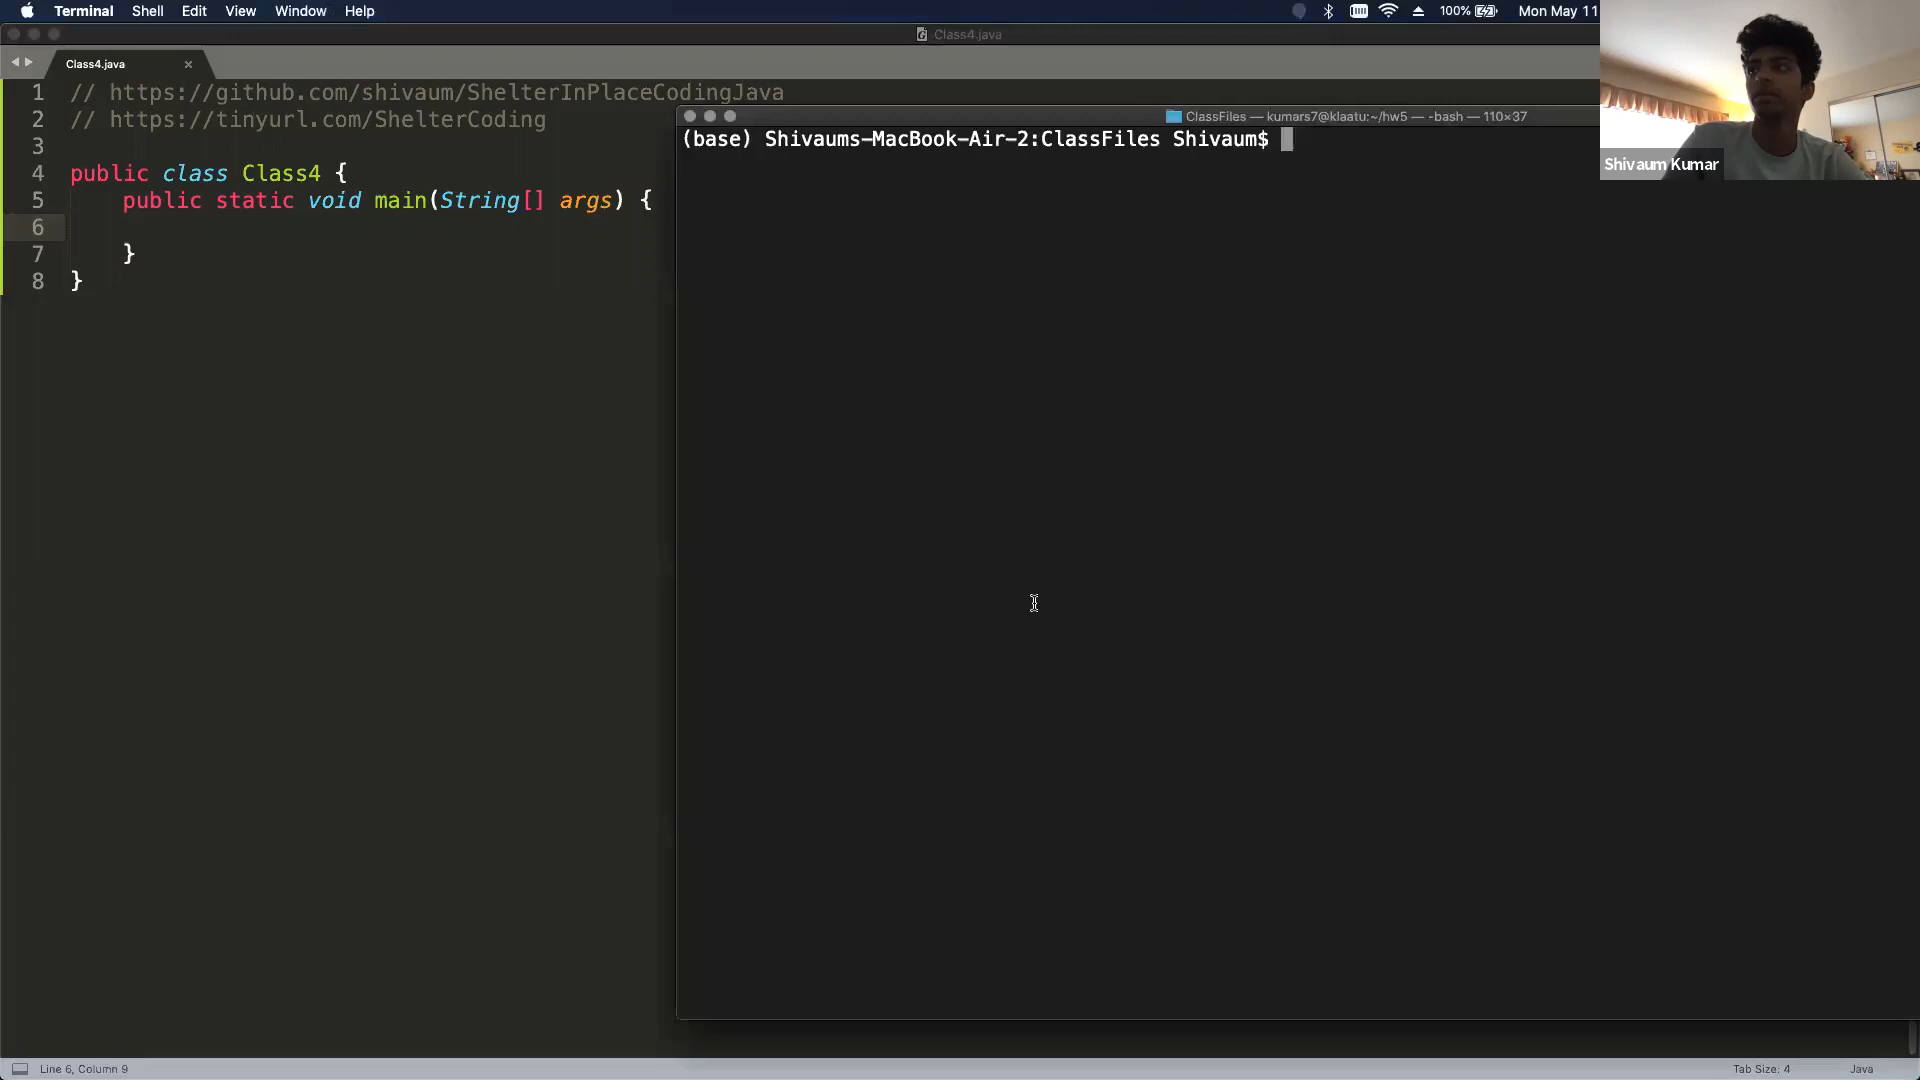 Terminal Shell Edit View Window Help 100% Mon May 11
Class4.java
Class4.java
1 // https://github.com/shivaum/ShelterInPlaceCodingJava
2 // https://tinyurl.com/ShelterCoding
3
4 public class Class4 {
5 public static void main(String[] args) {
6
7 }
8 }
ClassFiles — kumars7@klaatu:~/hw5 — -bash — 110×37
(base) Shivaums-MacBook-Air-2:ClassFiles Shivaum$
Shivaum Kumar
Line 6, Column 9 Tab Size: 4 Java